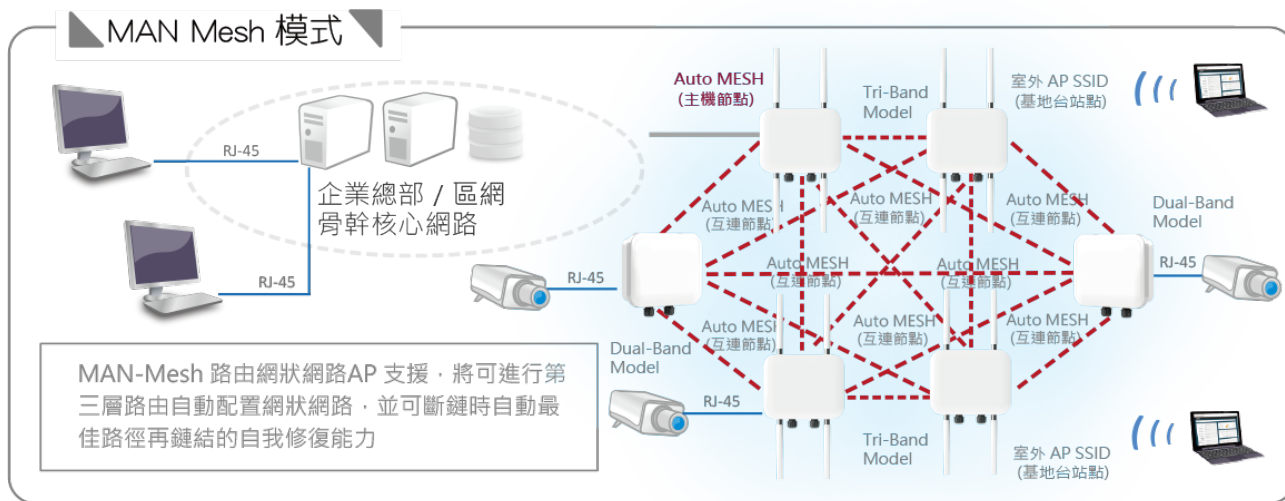 MAN Mesh 模式
Auto MESH
(主機節點)
Tri-Band
Model
室外 AP SSID
(基地台站點)
RJ-45
企業總部 / 區網
骨幹核心網路
Auto MESH
(互連節點)
Auto MESH
(互連節點)
Auto MESH
(互連節點)
Dual-Band
Model
RJ-45
RJ-45
RJ-45
Auto MESH
(互連節點)
Auto MESH
(互連節點)
Auto MESH
(互連節點)
Auto MESH
(互連節點)
Auto MESH
(互連節點)
Dual-Band
Model
RJ-45
MAN-Mesh 路由網狀網路AP 支援，將可進行第
三層路由自動配置網狀網路，並可斷鏈時自動最
佳路徑再鏈結的自我修復能力
Tri-Band
Model
室外 AP SSID
(基地台站點)